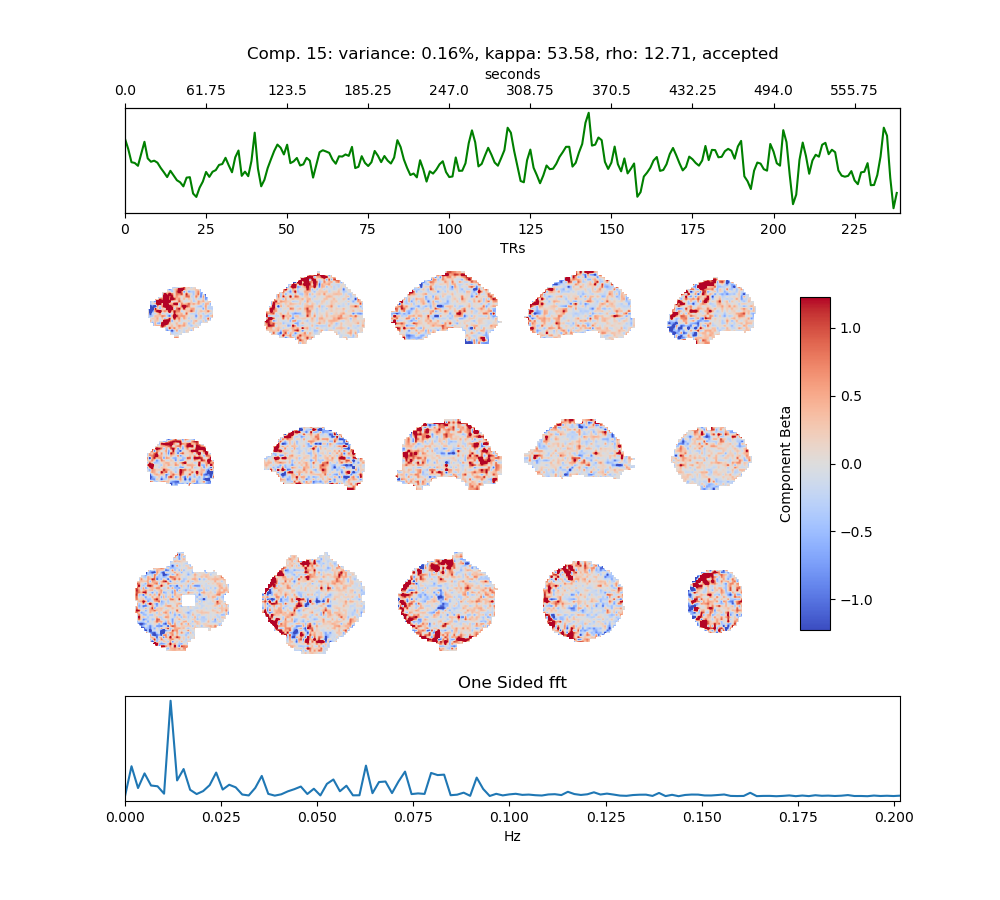 Comp. 15: variance: 0.16%, kappa: 53.58, rho: 12.71, accepted
seconds
0.0 61.75 123.5 185.25 247.0 308.75 370.5 432.25 494.0 555.75
0 25 50 75 100 125 150 175 200 225
TRs
1.0
0.5
0.0
−0.5
−1.0
Component Beta
One Sided fft
0.000 0.025 0.050 0.075 0.100 0.125 0.150 0.175 0.200
Hz